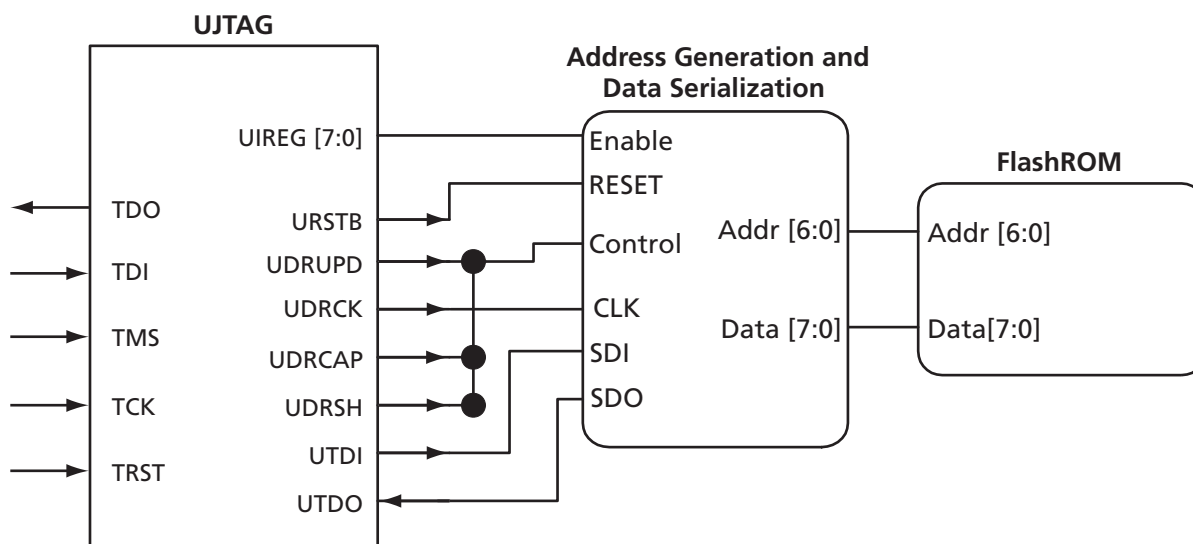 UJTAG
TDO
TDI
TMS
TCK
TRST
UIREG [7:0]
URSTB
UDRUPD
UDRCK
UDRCAP
UDRSH
UTDI
UTDO
Address Generation and
Data Serialization
Enable
RESET
Control
CLK
SDI
SDO
Addr [6:0]
Data [7:0]
FlashROM
Addr [6:0]
Data[7:0]